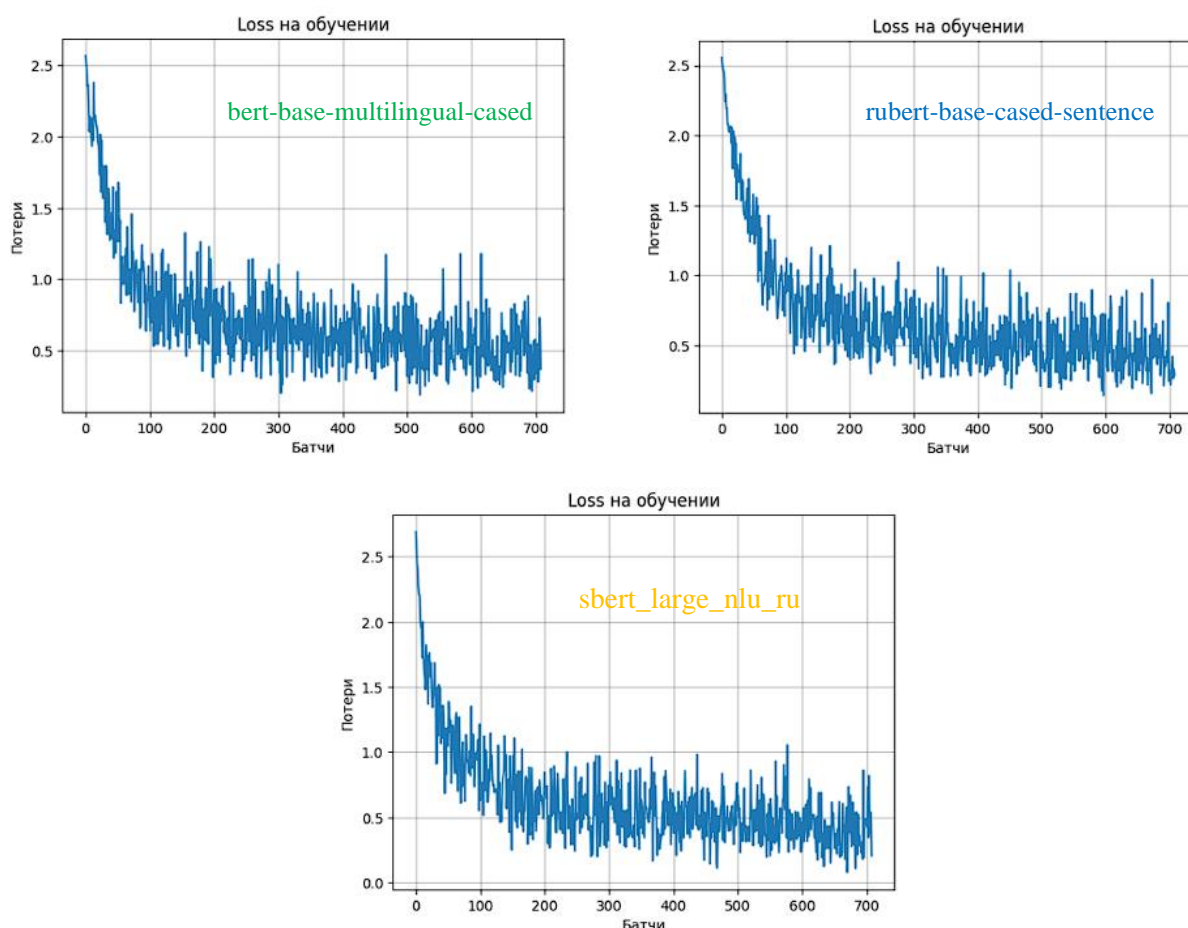 Loss на обучении
bert-base-multilingual-cased
2.5
2.0
1.5
1.0
0.5
Потери
0 100 200 300 400 500 600 700
Батчи
Loss на обучении
rubert-base-cased-sentence
2.5
2.0
1.5
1.0
0.5
Потери
0 100 200 300 400 500 600 700
Батчи
Loss на обучении
sbert_large_nlu_ru
2.5
2.0
1.5
1.0
0.5
0.0
Потери
0 100 200 300 400 500 600 700
Батчи